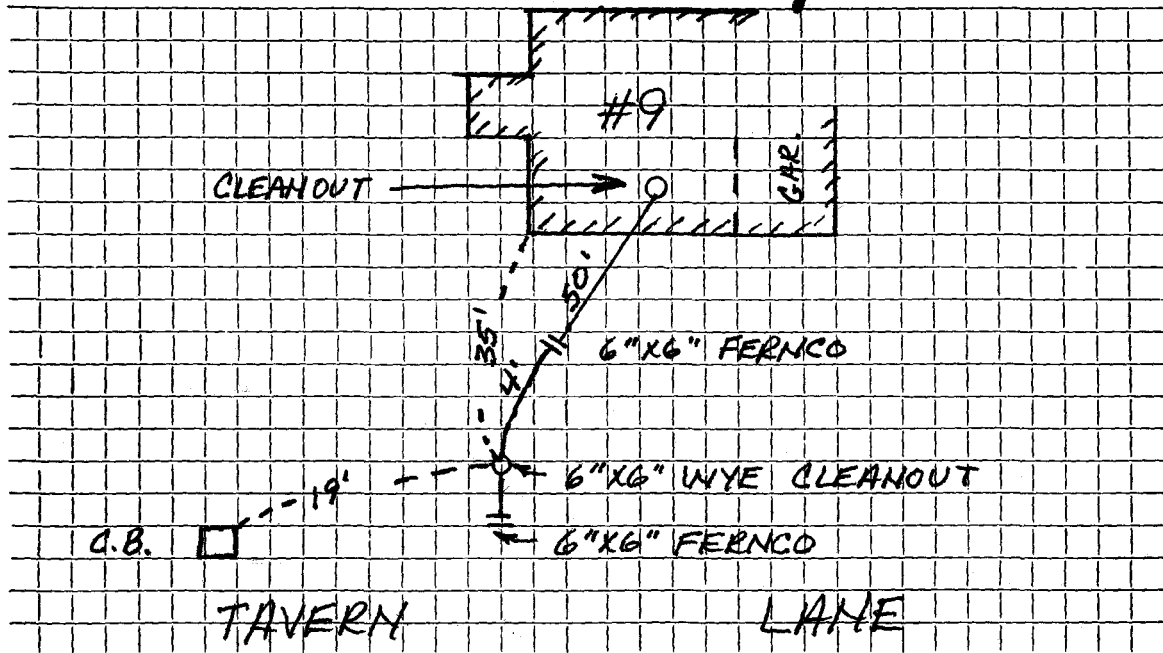 #9
GAR.
CLEANOUT
50'
35'
4'
6"X6" FERNCO
6"X6" WYE CLEANOUT
19'
C.B.
6"X6" FERNCO
TAVERN LANE